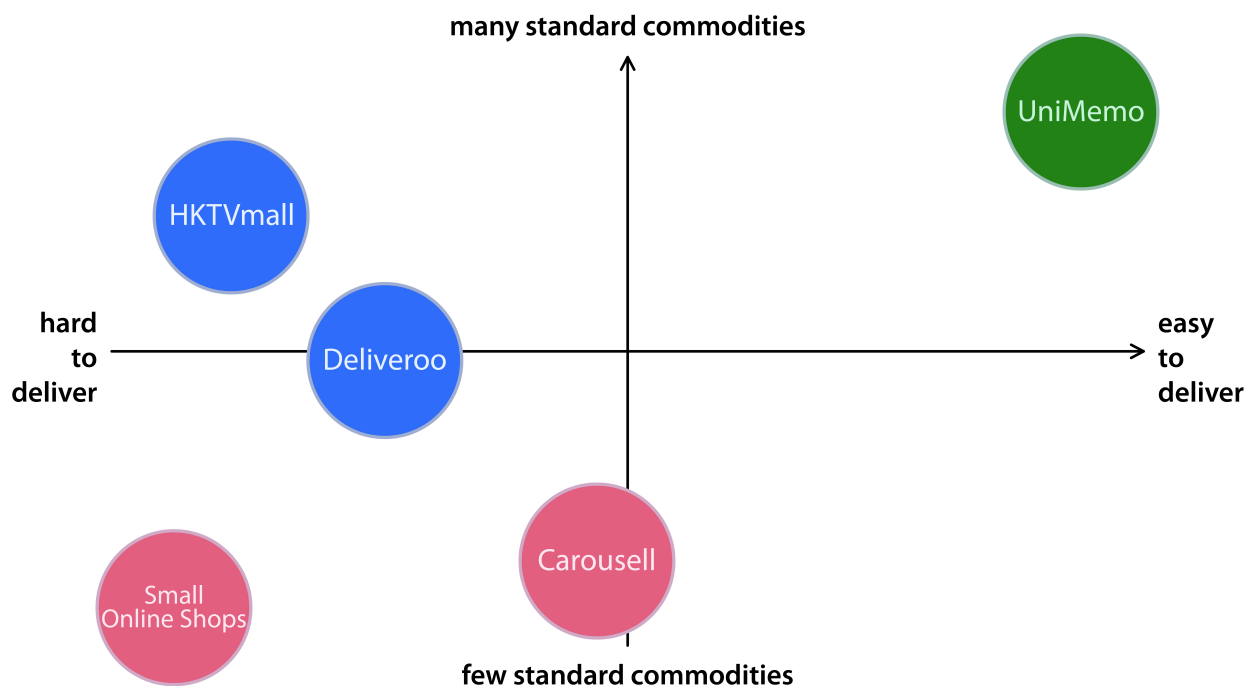 many standard commodities
UniMemo
HKTVmall
hard
to
deliver
easy
to
deliver
Deliveroo
Carousell
Small
Online Shops
few standard commodities